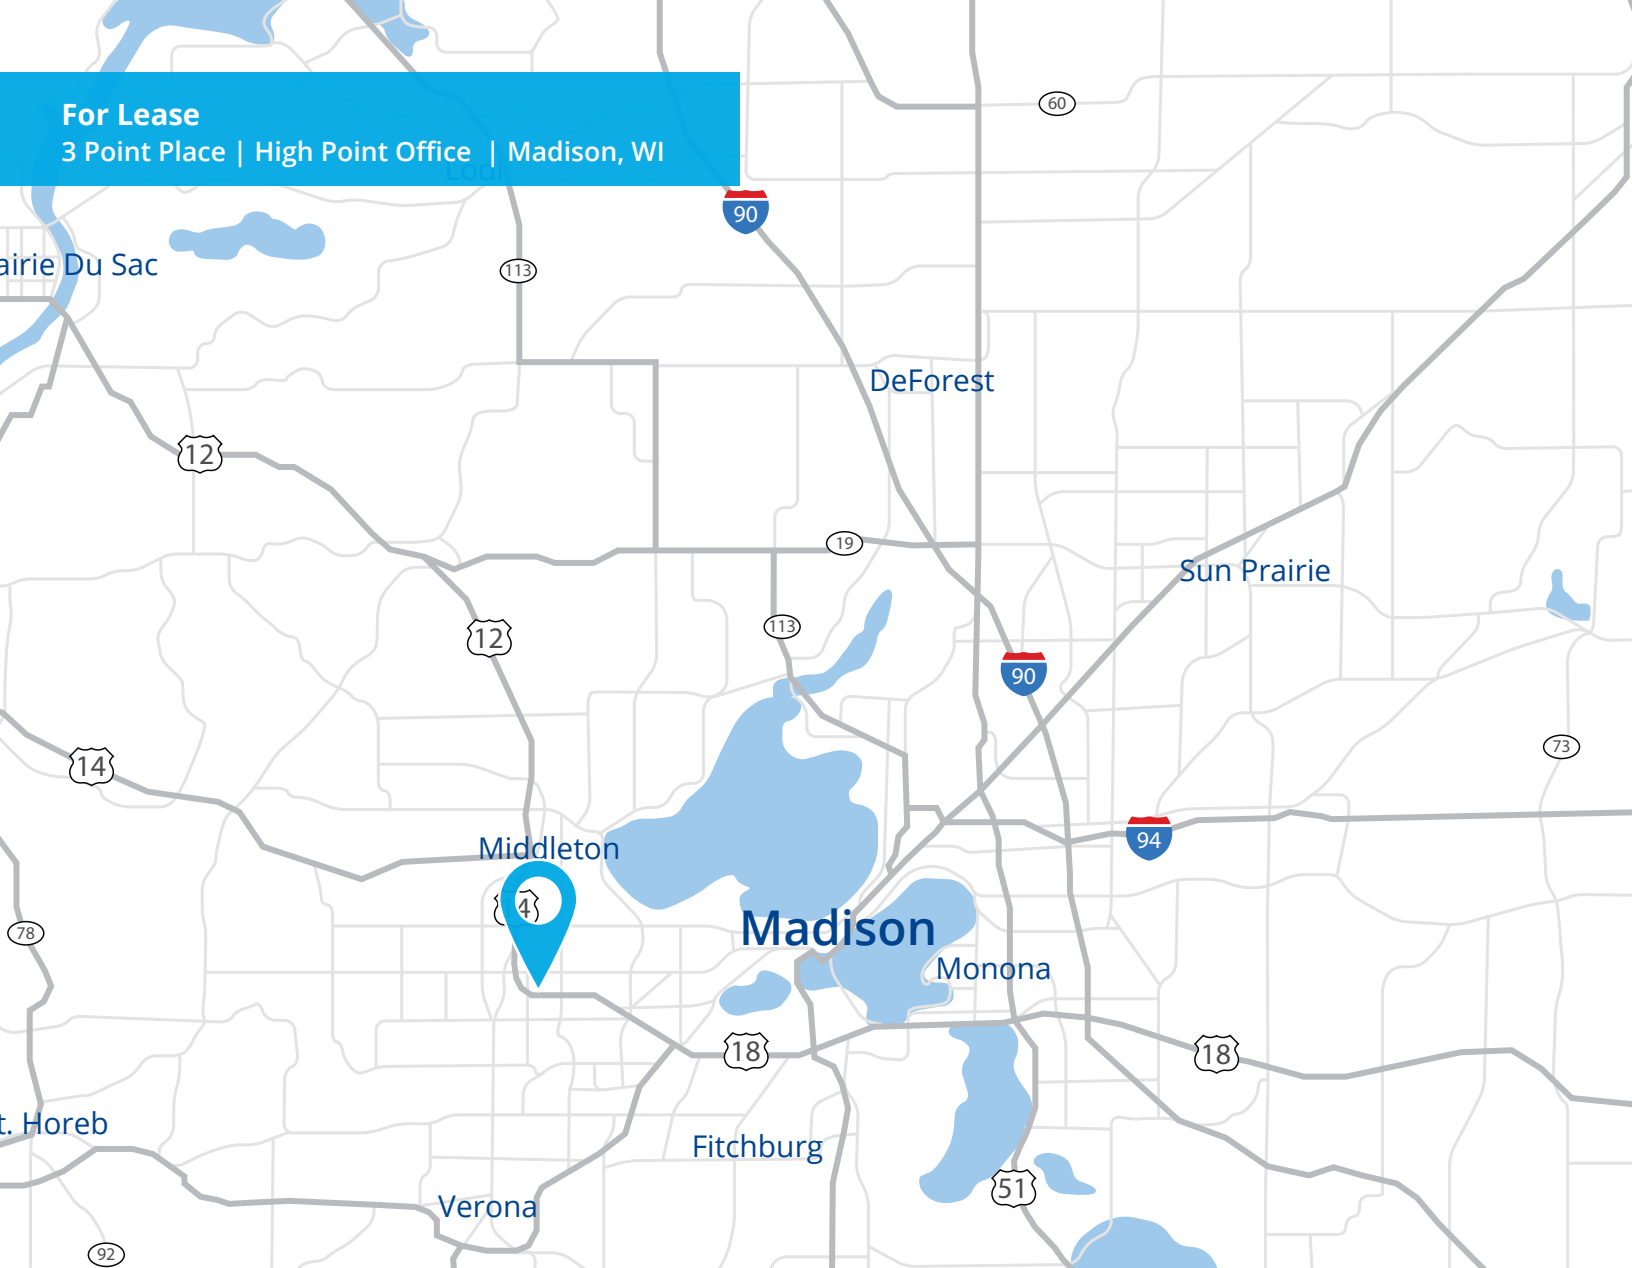 For Lease
3 Point Place | High Point Office | Madison, WI
Lodi
60
90
airie Du Sac
113
DeForest
12
19
Sun Prairie
113
12
90
73
14
94
Middleton
4
78
Madison
Monona
18
18
t. Horeb
Fitchburg
51
Verona
92